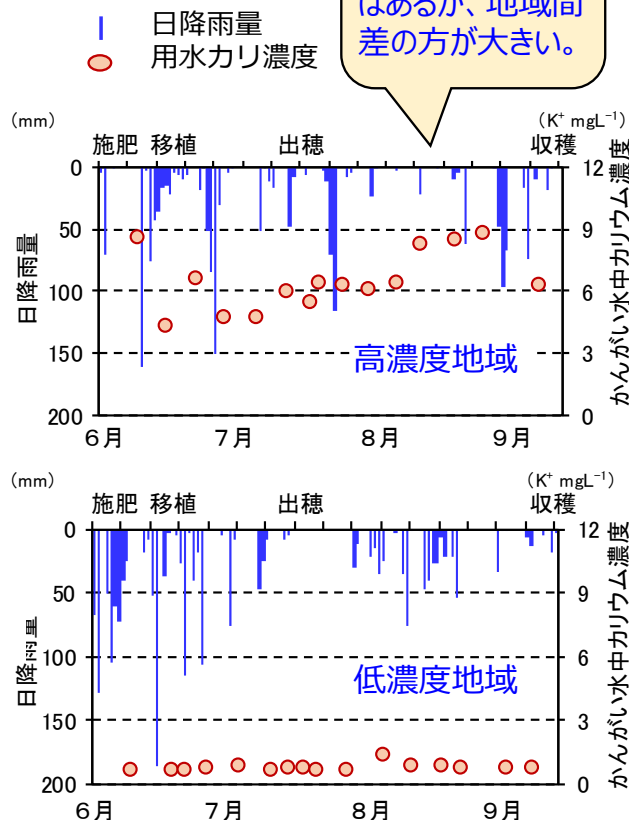 はあるが、地域間
差の方が大きい。
日降雨量
用水カリ濃度
(mm)
(K⁺ mgL⁻¹)
施肥 移植 出穂 収穫
0
50
100
150
200
日降雨量
12
9
6
3
0
かんがい水中カリウム濃度
高濃度地域
6月 7月 8月 9月
(mm)
(K⁺ mgL⁻¹)
施肥 移植 出穂 収穫
0
50
100
150
200
日降雨量
12
9
6
3
0
かんがい水中カリウム濃度
低濃度地域
6月 7月 8月 9月